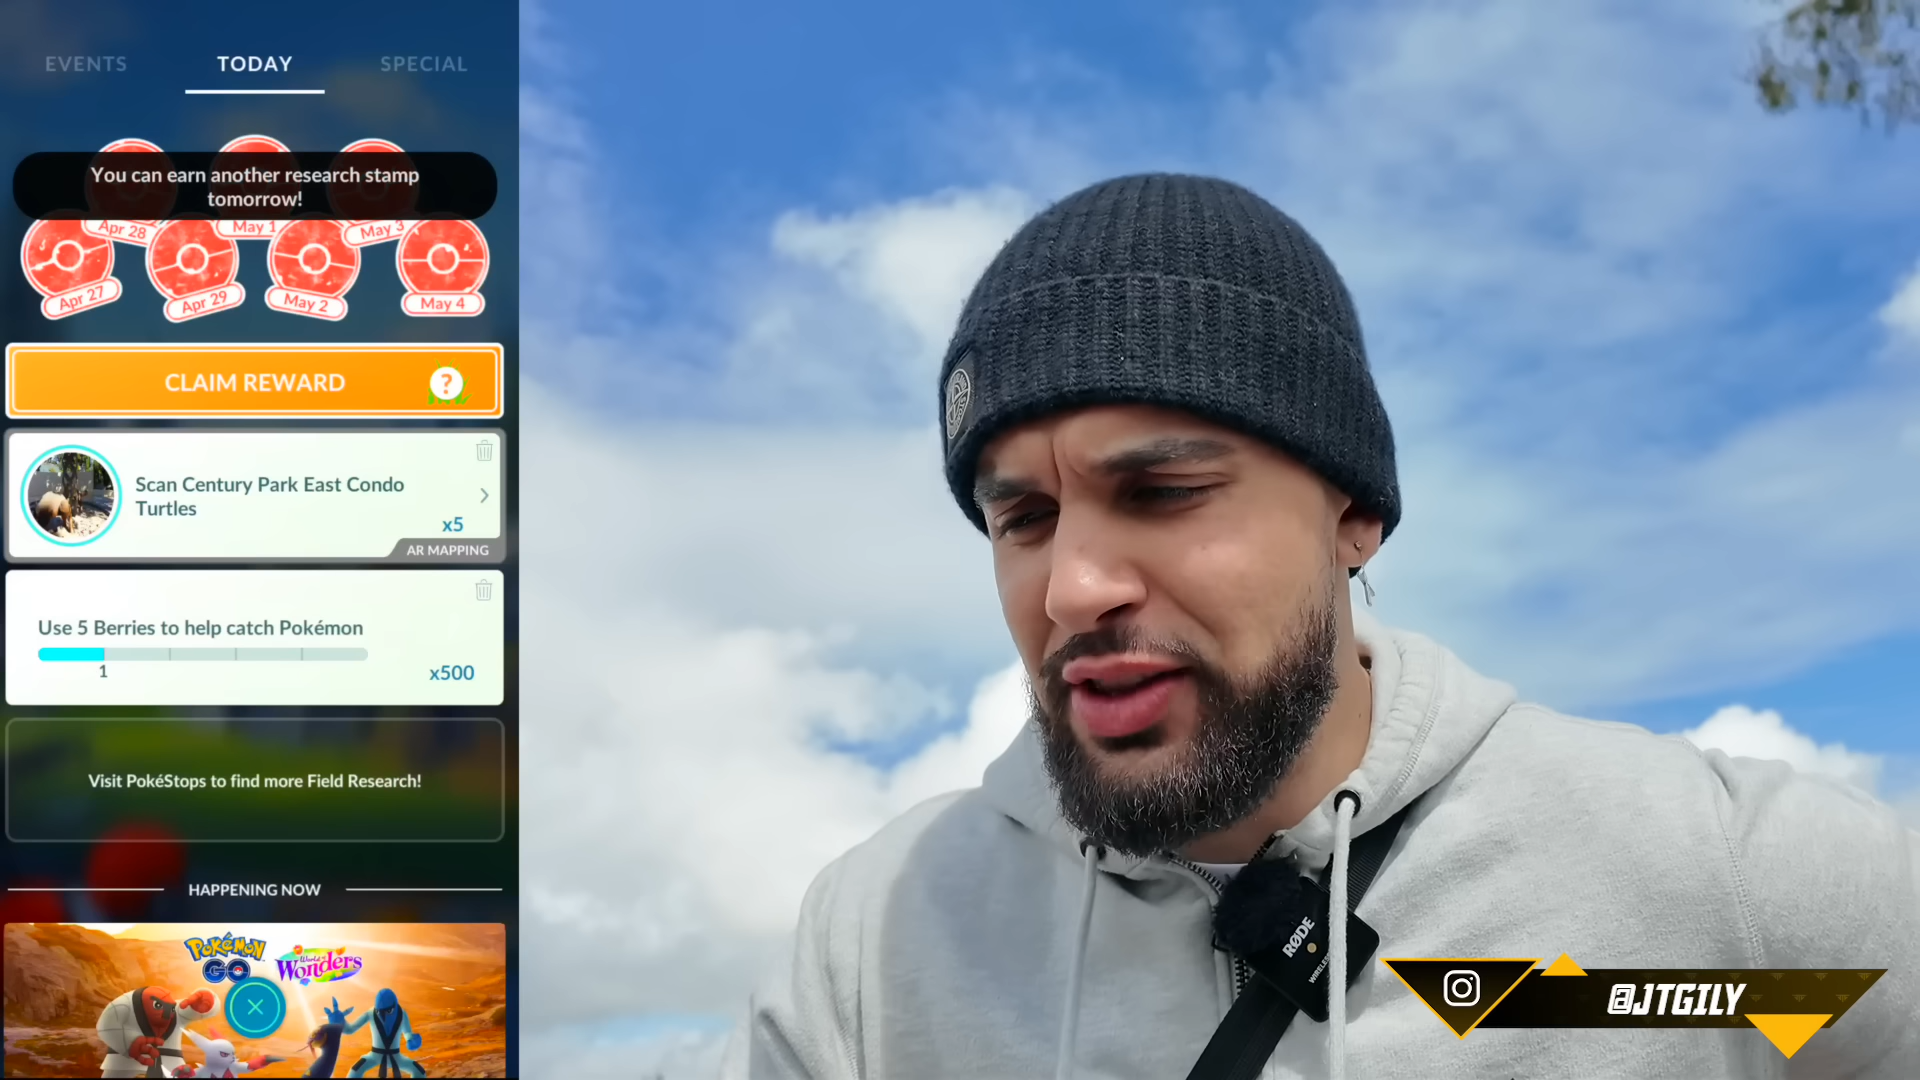 EVENTS
TODAY
SPECIAL
You can earn another research stamp
tomorrow!
Apr 28
May 1
May 3
Apr 27
Apr 29
May 2
May 4
CLAIM REWARD
?
Scan Century Park East Condo
Turtles
x5
AR MAPPING
Use 5 Berries to help catch Pokémon
1
x500
Visit PokéStops to find more Field Research!
HAPPENING NOW
POKÉMON
GO
World of
Wonders
RØDE
WIRELESS
@JTGILY